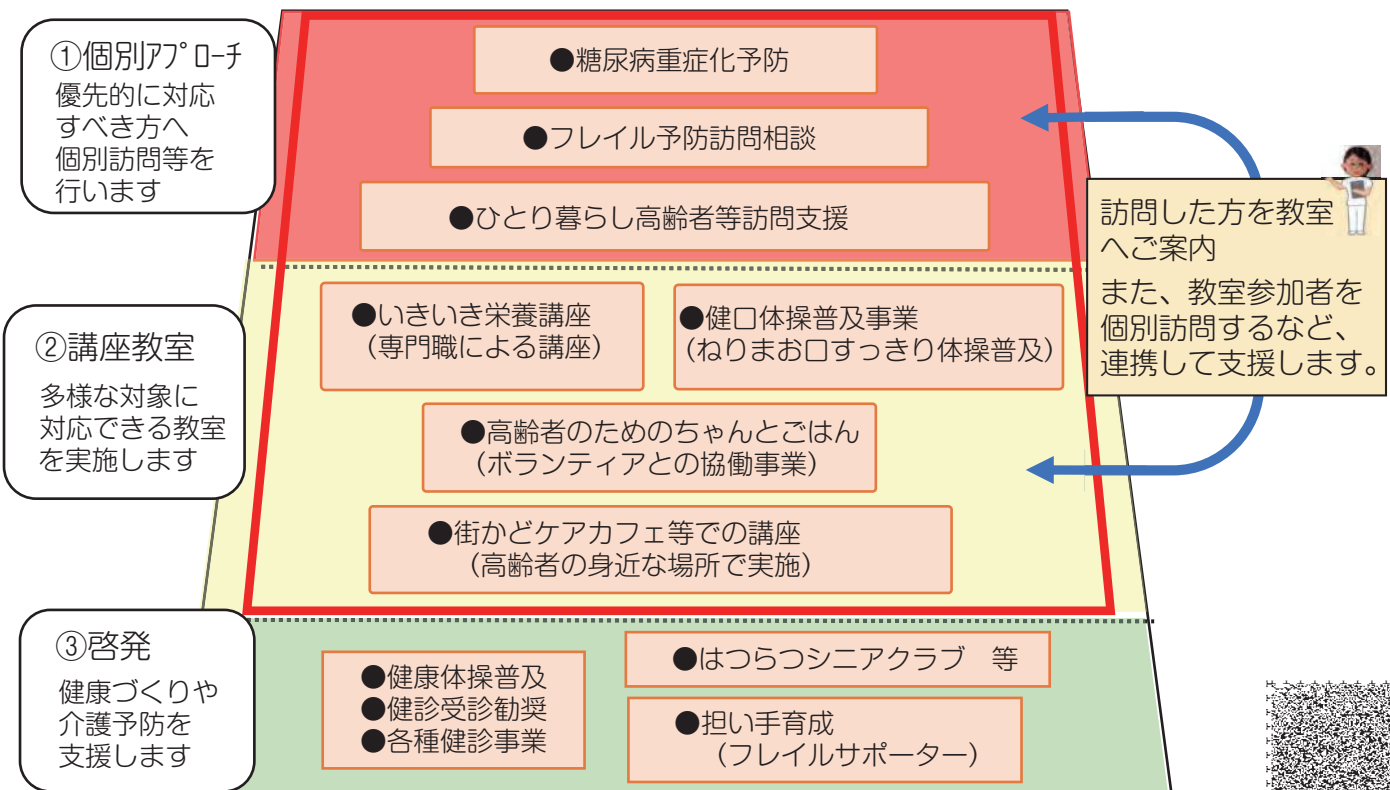 ①個別ｱﾌﾟﾛｰﾁ
優先的に対応
すべき方へ
個別訪問等を
行います
●糖尿病重症化予防
●フレイル予防訪問相談
●ひとり暮らし高齢者等訪問支援
訪問した方を教室
へご案内
また、教室参加者を
個別訪問するなど、
連携して支援します。
②講座教室
多様な対象に
対応できる教室
を実施します
●いきいき栄養講座
(専門職による講座)
●健口体操普及事業
(ねりまお口すっきり体操普及)
●高齢者のためのちゃんとごはん
(ボランティアとの協働事業)
●街かどケアカフェ等での講座
(高齢者の身近な場所で実施)
③啓発
健康づくりや
介護予防を
支援します
●健康体操普及
●健診受診勧奨
●各種健診事業
●はつらつシニアクラブ　等
●担い手育成
(フレイルサポーター)